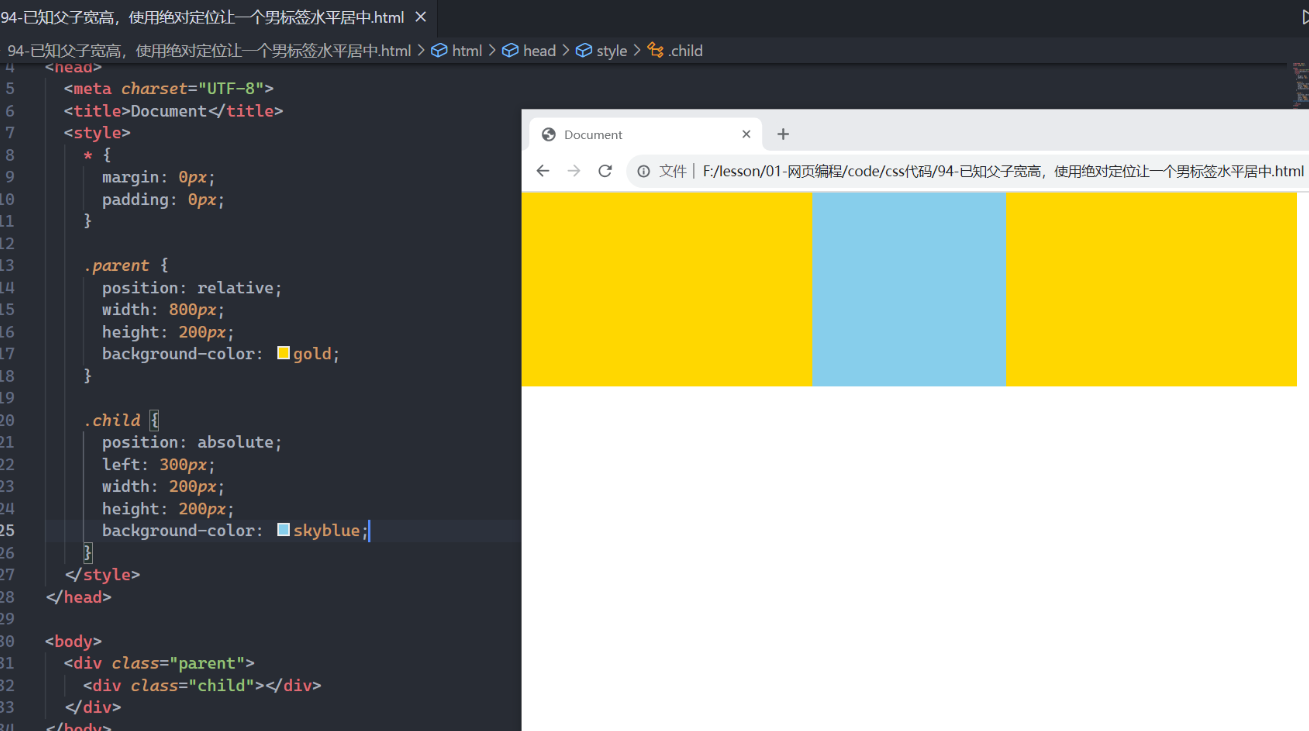 94-已知父子宽高，使用绝对定位让一个男标签水平居中.html
94-已知父子宽高，使用绝对定位让一个男标签水平居中.html > html > head > style > .child
4 <head>
5 <meta charset="UTF-8">
6 <title>Document</title>
7 <style>
8 * {
9 margin: 0px;
10 padding: 0px;
11 }
12
13 .parent {
14 position: relative;
15 width: 800px;
16 height: 200px;
17 background-color: gold;
18 }
19
20 .child {
21 position: absolute;
22 left: 300px;
23 width: 200px;
24 height: 200px;
25 background-color: skyblue;
26 }
27 </style>
28 </head>
29
30 <body>
31 <div class="parent">
32 <div class="child"></div>
33 </div>
34 </body>
Document
文件 F:/lesson/01-网页编程/code/css代码/94-已知父子宽高，使用绝对定位让一个男标签水平居中.html